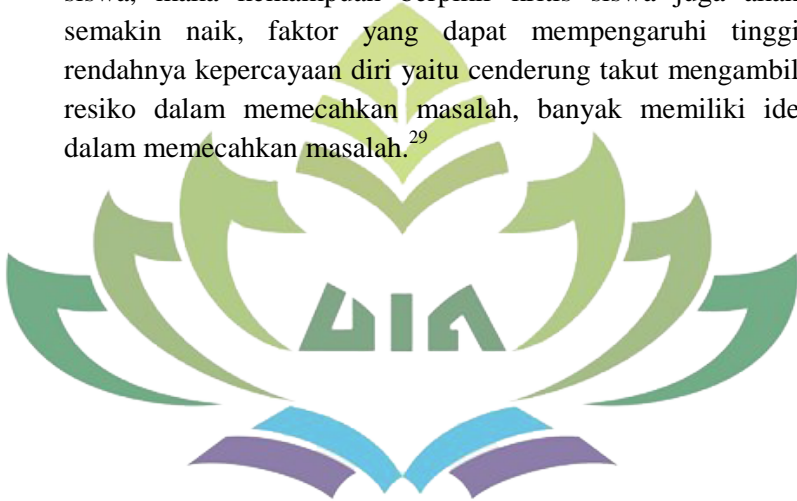 semakin naik, faktor yang dapat mempengaruhi tinggi
rendahnya kepercayaan diri yaitu cenderung takut mengambil
resiko dalam memecahkan masalah, banyak memiliki ide
dalam memecahkan masalah.²⁹
UIN